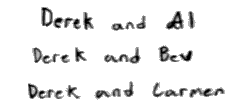 Derek and Al
Derek and Bev
Derek and Carmen